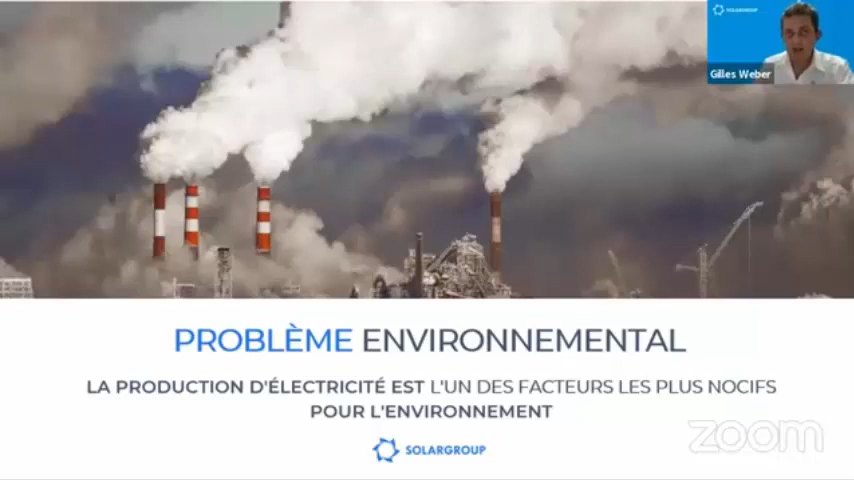 SOLARGROUP
Gilles Weber
PROBLÈME ENVIRONNEMENTAL
LA PRODUCTION D'ÉLECTRICITÉ EST L'UN DES FACTEURS LES PLUS NOCIFS
POUR L'ENVIRONNEMENT
SOLARGROUP
zoom